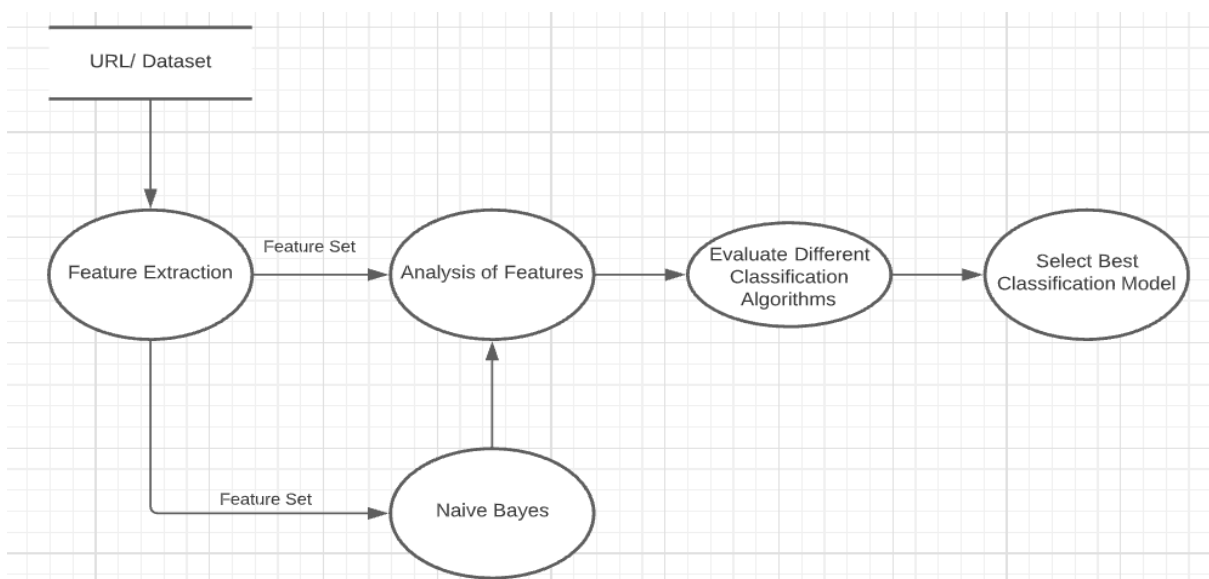 URL/ Dataset
Feature Set
Feature Extraction
Analysis of Features
Evaluate Different
Classification
Algorithms
Select Best
Classification Model
Feature Set
Naive Bayes